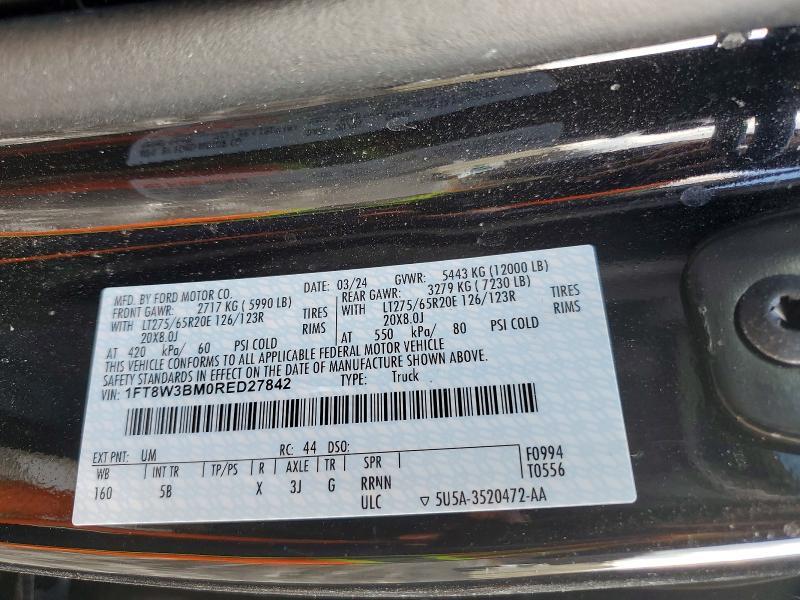 MFD. BY FORD MOTOR CO.
DATE: 03/24 GVWR: 5443 KG (12000 LB)
FRONT GAWR: 2717 KG ( 5990 LB) REAR GAWR: 3279 KG ( 7230 LB)
WITH LT275/65R20E 126/123R TIRES WITH LT275/65R20E 126/123R TIRES
20X8.0J RIMS 20X8.0J RIMS
AT 420 kPa/ 60 PSI COLD AT 550 kPa/ 80 PSI COLD
THIS VEHICLE CONFORMS TO ALL APPLICABLE FEDERAL MOTOR VEHICLE
SAFETY STANDARDS IN EFFECT ON THE DATE OF MANUFACTURE SHOWN ABOVE.
VIN: 1FT8W3BM0RED27842 TYPE: Truck
EXT PNT: UM RC: 44 DSO: F0994
WB INT TR TP/PS R AXLE TR SPR T0556
160 5B X 3J G RRNN
ULC ▽ 5U5A-3520472-AA